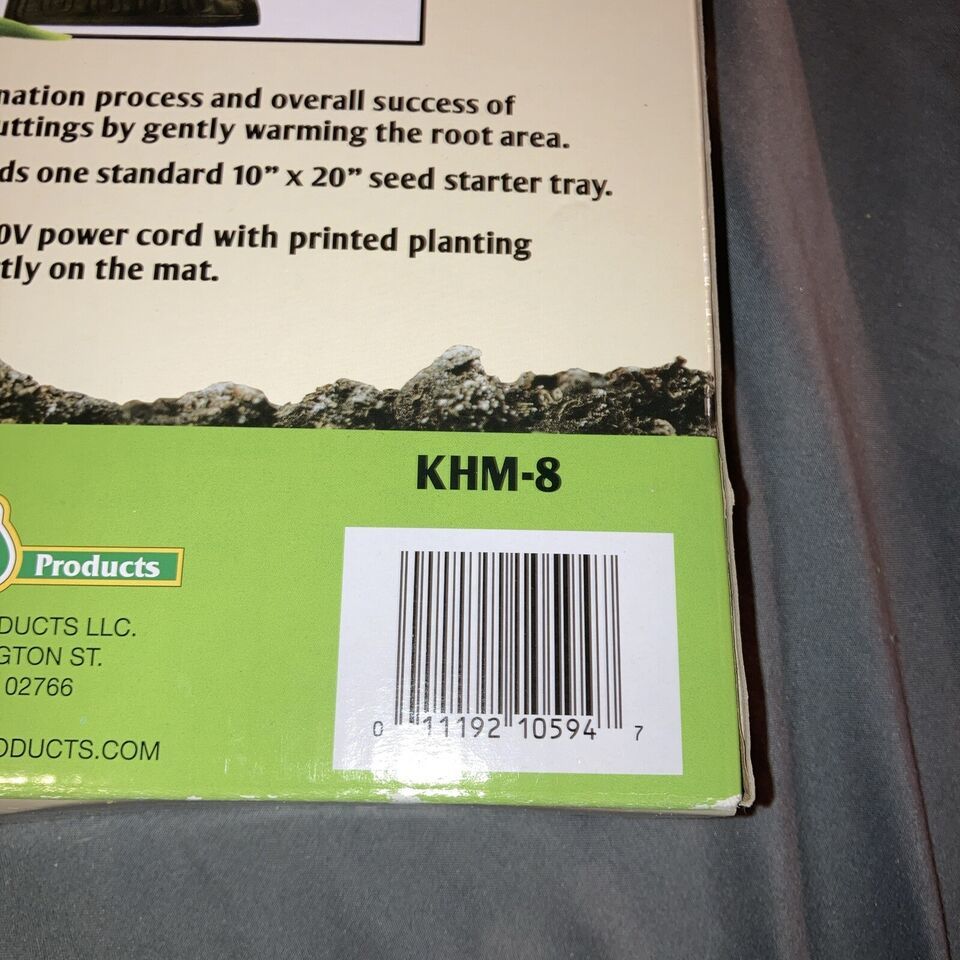 nation process and overall success of
uttings by gently warming the root area.
ds one standard 10” x 20” seed starter tray.
0V power cord with printed planting
tly on the mat.
KHM-8
Products
DUCTS LLC.
GTON ST.
02766
ODUCTS.COM
0 11192 10594 7